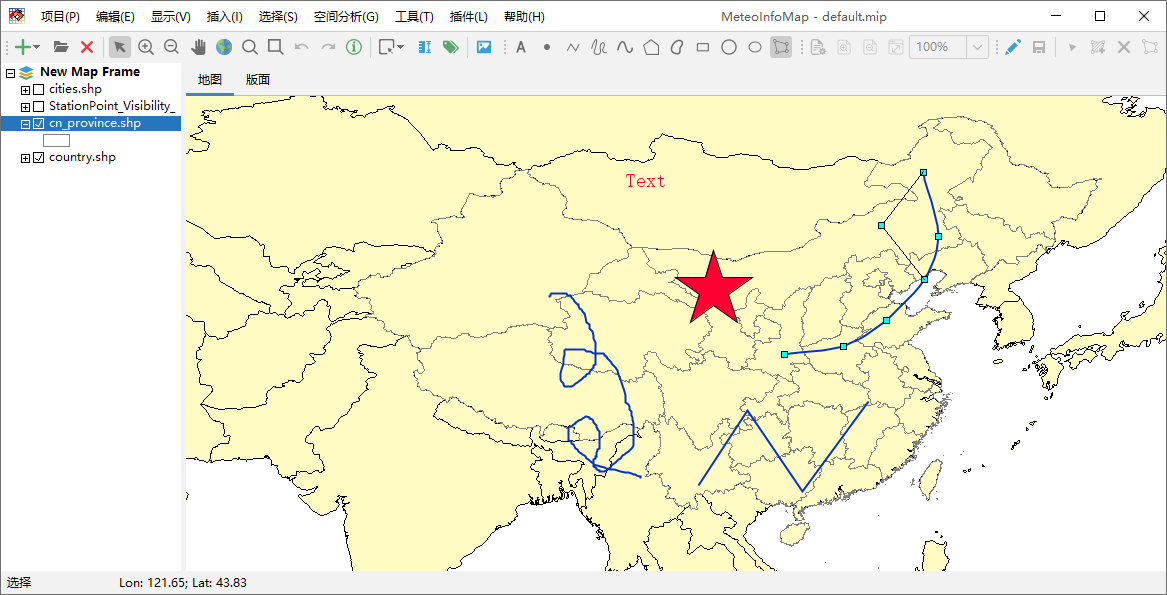 MeteoInfoMap - default.mip
项目(P) 编辑(E) 显示(V) 插入(I) 选择(S) 空间分析(G) 工具(T) 插件(L) 帮助(H)
A 100%
New Map Frame
cities.shp
StationPoint_Visibility_
cn_province.shp
country.shp
地图 版面
Text
选择 Lon: 121.65; Lat: 43.83